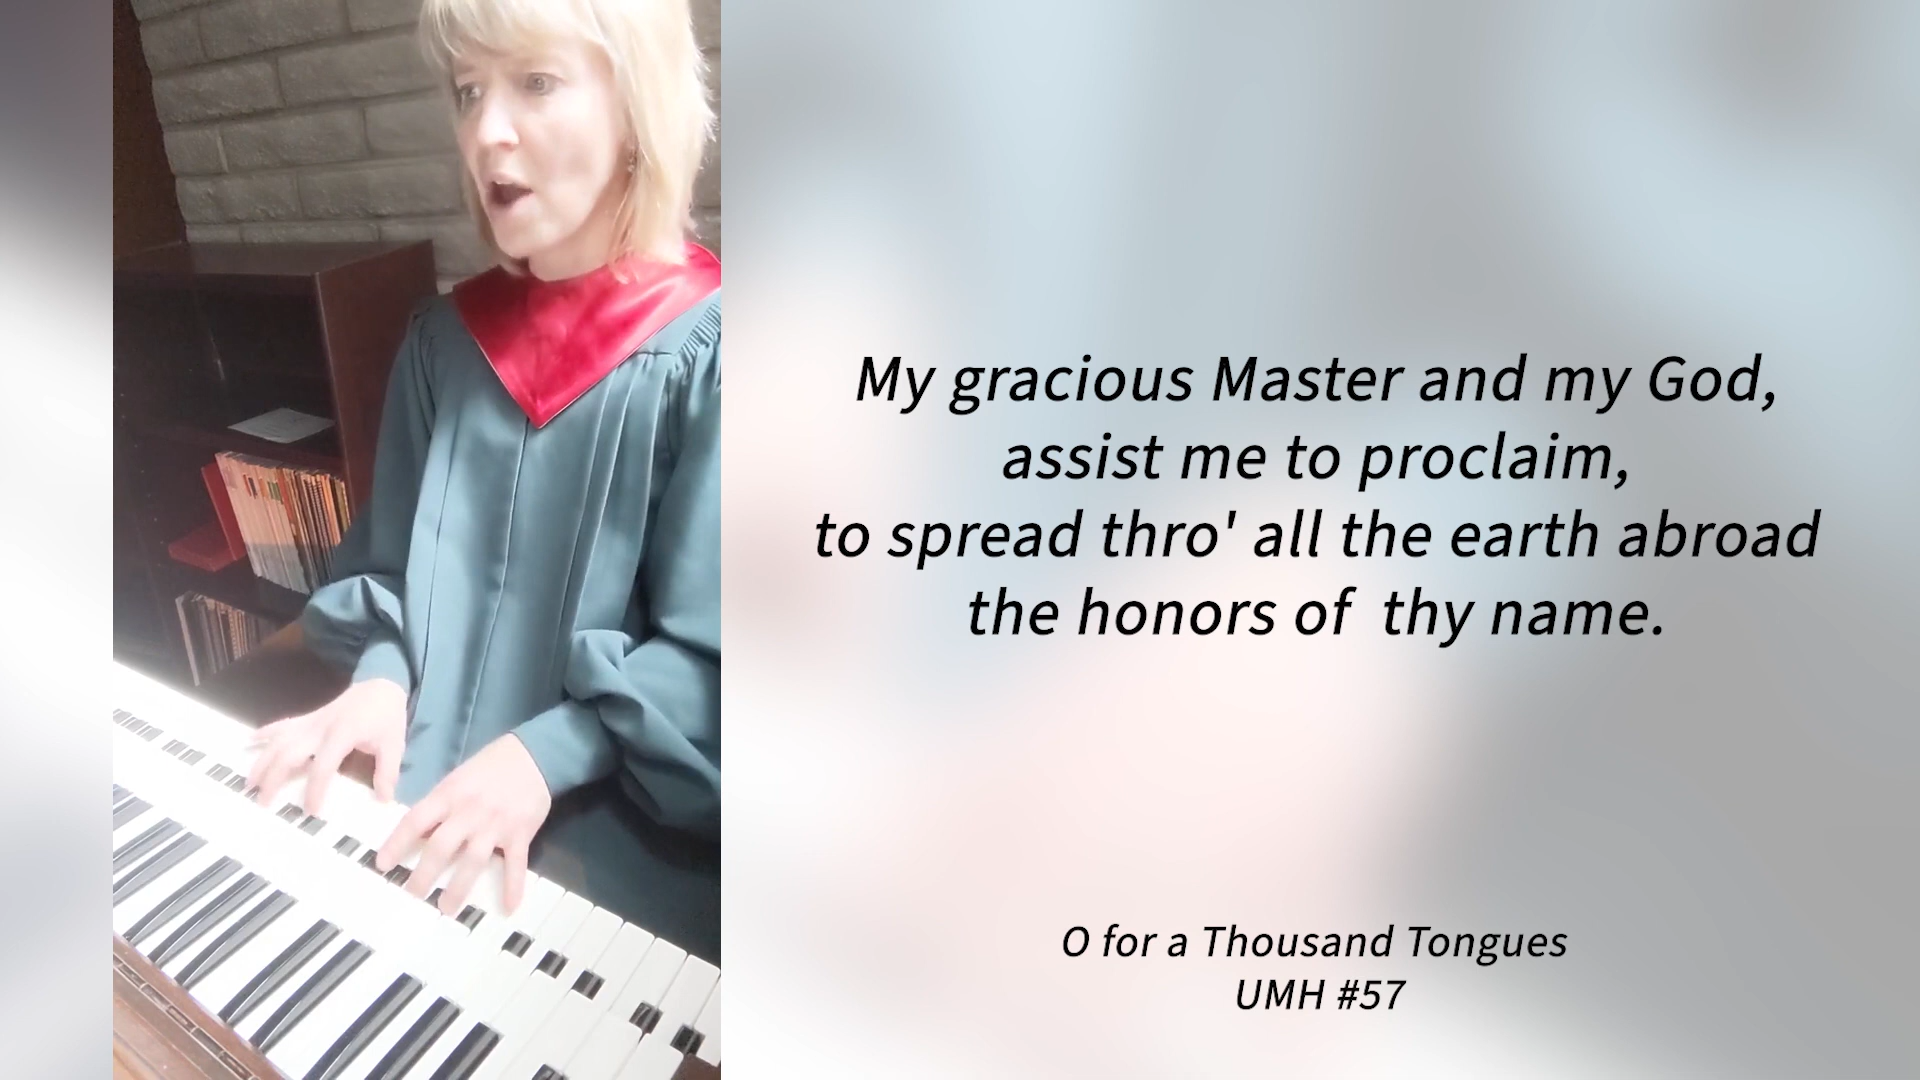 My gracious Master and my God,
assist me to proclaim,
to spread thro' all the earth abroad
the honors of  thy name.
O for a Thousand Tongues
UMH #57